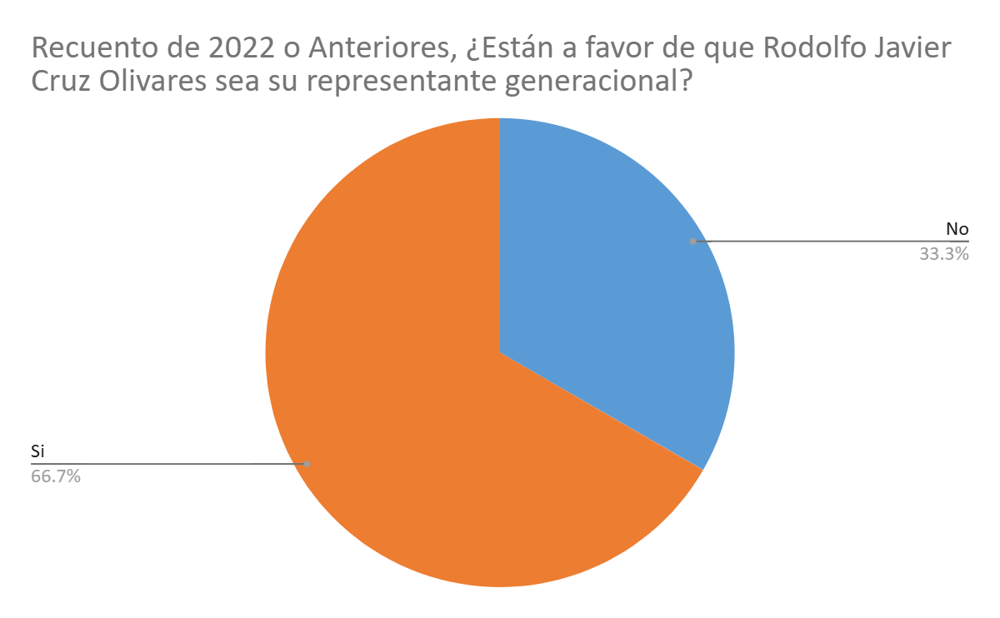 Recuento de 2022 o Anteriores, ¿Están a favor de que Rodolfo Javier
Cruz Olivares sea su representante generacional?
No
33.3%
Si
66.7%